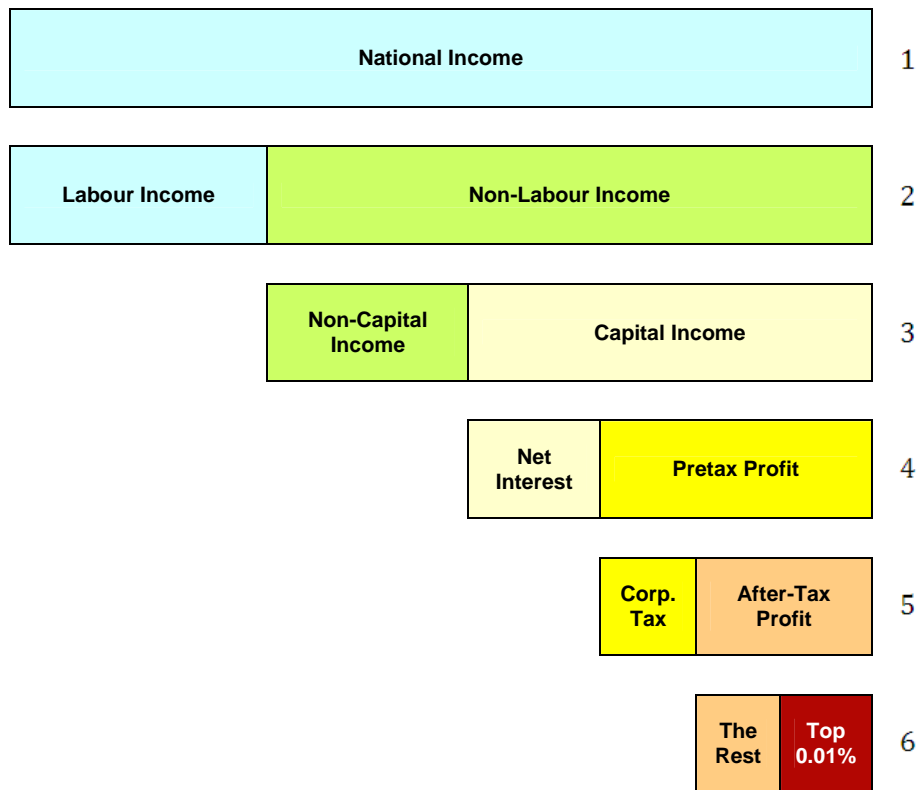 National Income
1
Labour Income
Non-Labour Income
2
Non-Capital
Income
Capital Income
3
Net
Interest
Pretax Profit
4
Corp.
Tax
After-Tax
Profit
5
The
Rest
Top
0.01%
6